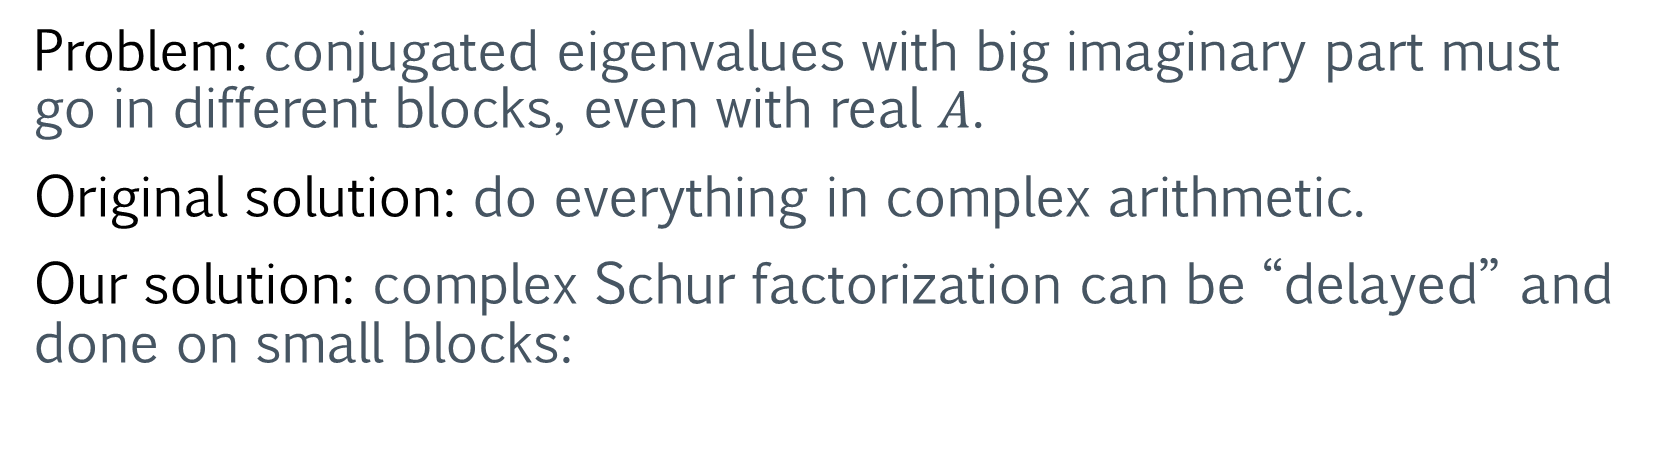 Problem: conjugated eigenvalues with big imaginary part must
go in different blocks, even with real A.
Original solution: do everything in complex arithmetic.
Our solution: complex Schur factorization can be “delayed” and
done on small blocks: